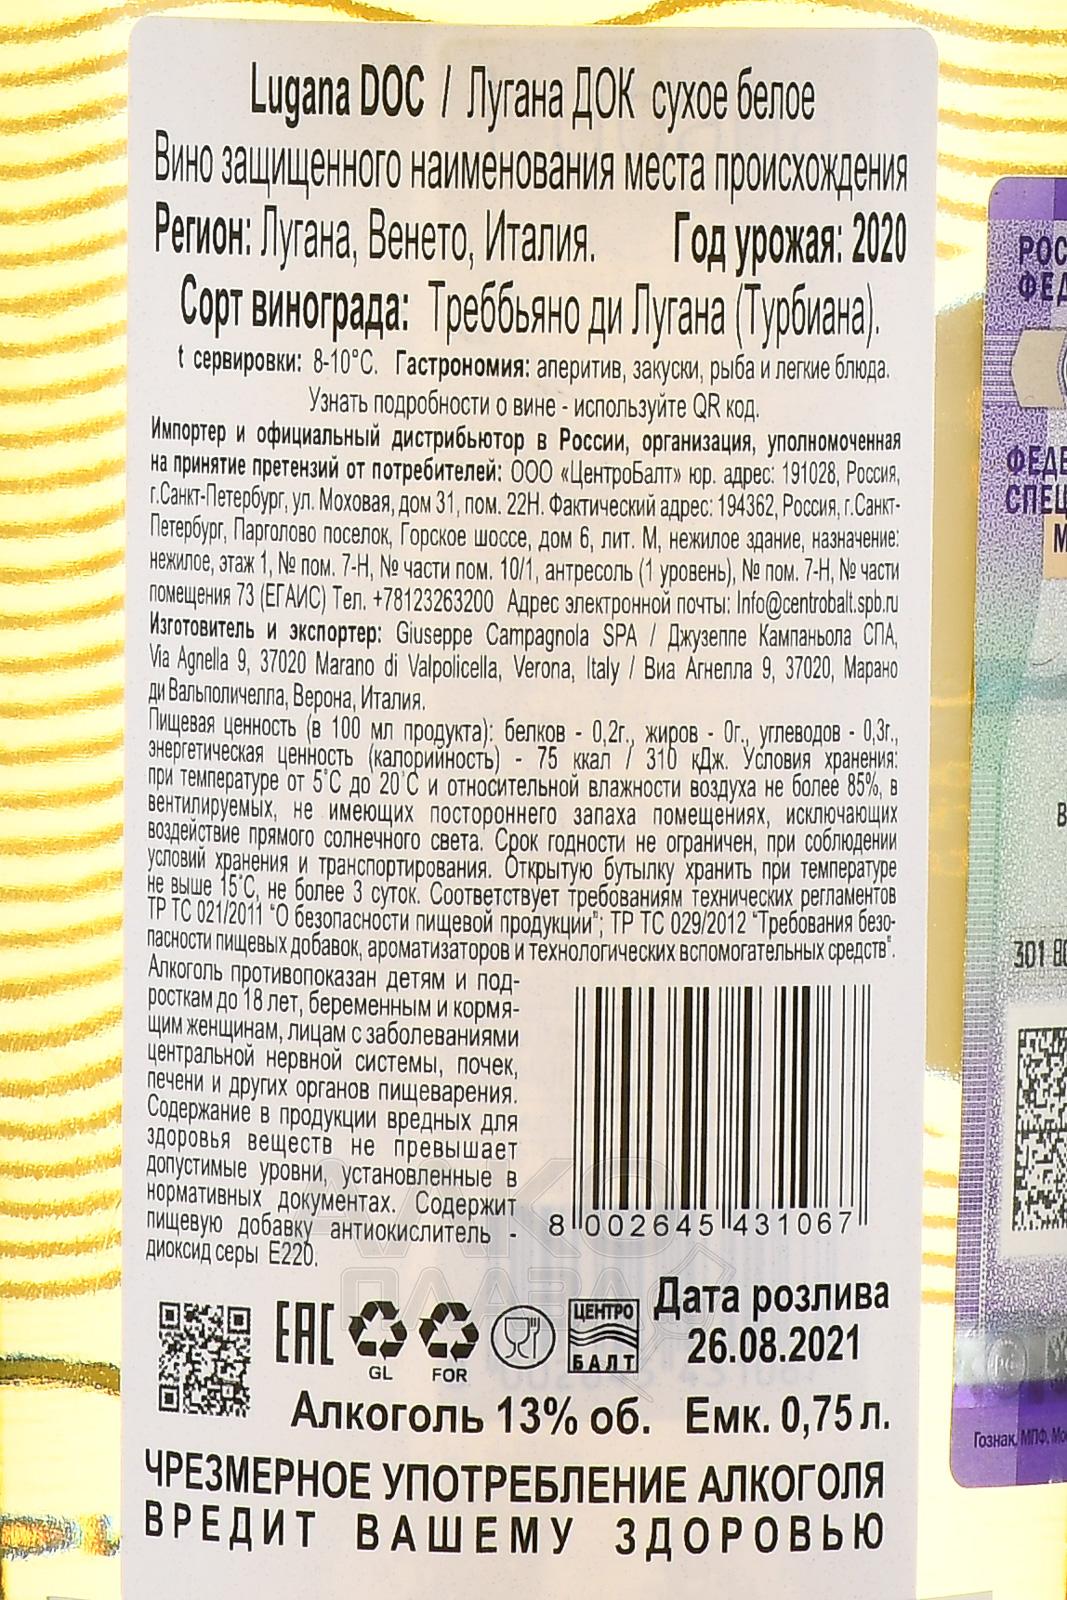 Lugana DOC / Лугана ДОК сухое белое
Вино защищенного наименования места происхождения
Регион: Лугана, Венето, Италия. Год урожая: 2020
Сорт винограда: Треббьяно ди Лугана (Турбиана).
t сервировки: 8-10°C. Гастрономия: аперитив, закуски, рыба и легкие блюда.
Узнать подробности о вине - используйте QR код.
Импортер и официальный дистрибьютор в России, организация, уполномоченная
на принятие претензий от потребителей: ООО «ЦентроБалт» юр. адрес: 191028, Россия,
г.Санкт-Петербург, ул. Моховая, дом 31, пом. 22Н. Фактический адрес: 194362, Россия, г.Санкт-
Петербург, Парголово поселок, Горское шоссе, дом 6, лит. М, нежилое здание, назначение:
нежилое, этаж 1, № пом. 7-Н, № части пом. 10/1, антресоль (1 уровень), № пом. 7-Н, № части
помещения 73 (ЕГАИС) Тел. +78123263200 Адрес электронной почты: Info@centrobalt.spb.ru
Изготовитель и экспортер: Giuseppe Campagnola SPA / Джузеппе Кампаньола СПА,
Via Agnella 9, 37020 Marano di Valpolicella, Verona, Italy / Виа Агнелла 9, 37020, Марано
ди Вальполичелла, Верона, Италия.
Пищевая ценность (в 100 мл продукта): белков - 0,2г., жиров - 0г., углеводов - 0,3г.,
энергетическая ценность (калорийность) - 75 ккал / 310 кДж. Условия хранения:
при температуре от 5°C до 20°C и относительной влажности воздуха не более 85%, в
вентилируемых, не имеющих постороннего запаха помещениях, исключающих
воздействие прямого солнечного света. Срок годности не ограничен, при соблюдении
условий хранения и транспортирования. Открытую бутылку хранить при температуре
не выше 15°C, не более 3 суток. Соответствует требованиям технических регламентов
ТР ТС 021/2011 "О безопасности пищевой продукции"; ТР ТС 029/2012 "Требования безо-
пасности пищевых добавок, ароматизаторов и технологических вспомогательных средств".
Алкоголь противопоказан детям и под-
росткам до 18 лет, беременным и кормя-
щим женщинам, лицам с заболеваниями
центральной нервной системы, почек,
печени и других органов пищеварения.
Содержание в продукции вредных для
здоровья веществ не превышает
допустимые уровни, установленные в
нормативных документах. Содержит
пищевую добавку антиокислитель -
диоксид серы Е220.
8 002645 431067
EAC
GL
FOR
ЦЕНТРО
БАЛТ
Дата розлива
26.08.2021
Алкоголь 13% об. Емк. 0,75 л.
ЧРЕЗМЕРНОЕ УПОТРЕБЛЕНИЕ АЛКОГОЛЯ
ВРЕДИТ ВАШЕМУ ЗДОРОВЬЮ
РОС
ФЕД
ФЕДЕ
СПЕЦ
М
В
301
Гознак, МПФ, Мо
АЛКО
ПЛАЗА